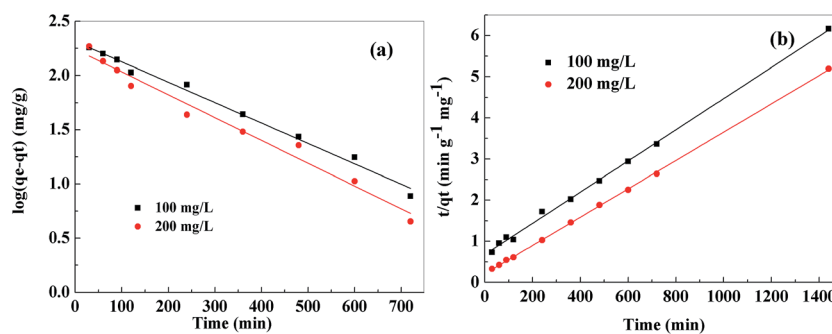 (a)
100 mg/L
200 mg/L
log(qe-qt) (mg/g)
2.5
2.0
1.5
1.0
0.5
0.0
0 100 200 300 400 500 600 700
Time (min)
(b)
100 mg/L
200 mg/L
t/qt (min g⁻¹ mg⁻¹)
6
5
4
3
2
1
0
0 200 400 600 800 1000 1200 1400
Time (min)